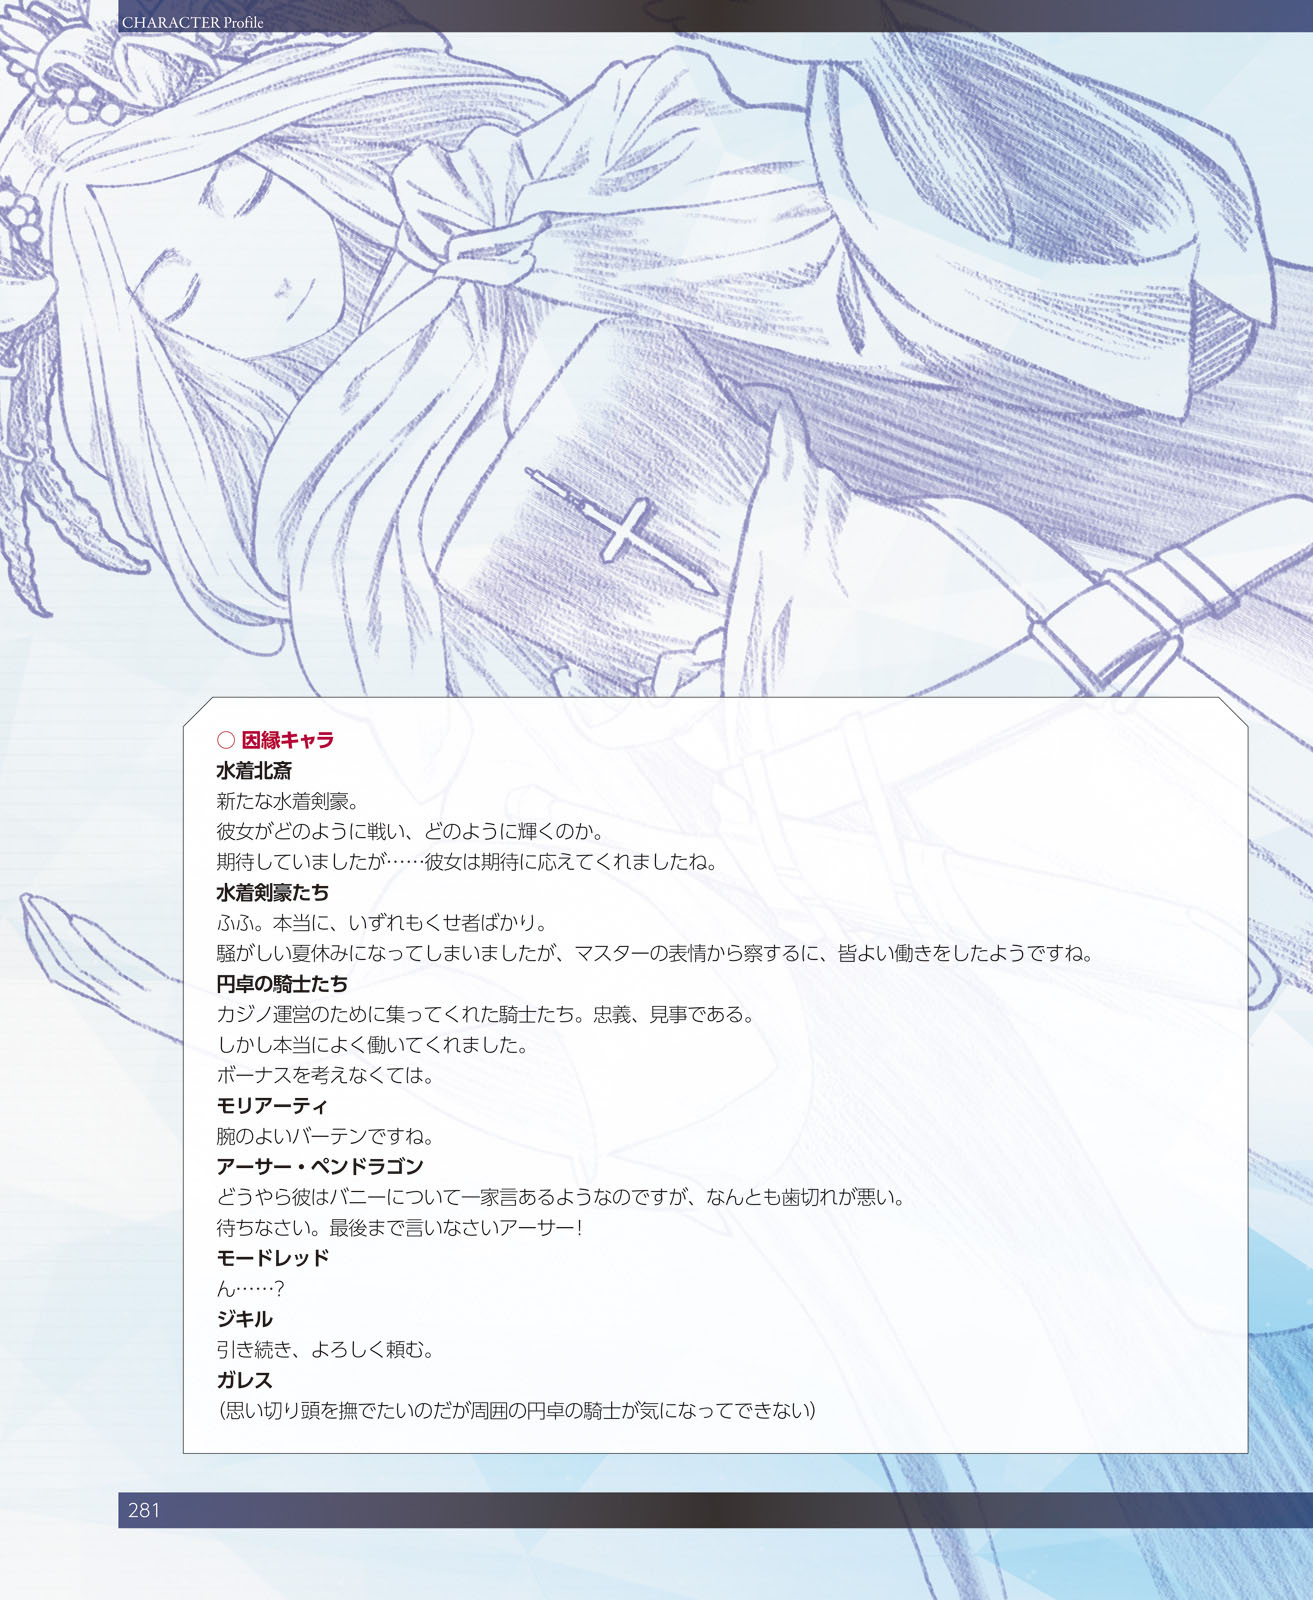 CHARACTER Profile
○ 因縁キャラ
水着北斎
新たな水着剣豪。
彼女がどのように戦い、どのように輝くのか。
期待していましたが……彼女は期待に応えてくれましたね。
水着剣豪たち
ふふ。本当に、いずれもくせ者ばかり。
騒がしい夏休みになってしまいましたが、マスターの表情から察するに、皆よい働きをしたようですね。
円卓の騎士たち
カジノ運営のために集ってくれた騎士たち。忠義、見事である。
しかし本当によく働いてくれました。
ボーナスを考えなくては。
モリアーティ
腕のよいバーテンですね。
アーサー・ペンドラゴン
どうやら彼はバニーについて一家言あるようなのですが、なんとも歯切れが悪い。
待ちなさい。最後まで言いなさいアーサー！
モードレッド
ん……？
ジキル
引き続き、よろしく頼む。
ガレス
（思い切り頭を撫でたいのだが周囲の円卓の騎士が気になってできない）
281